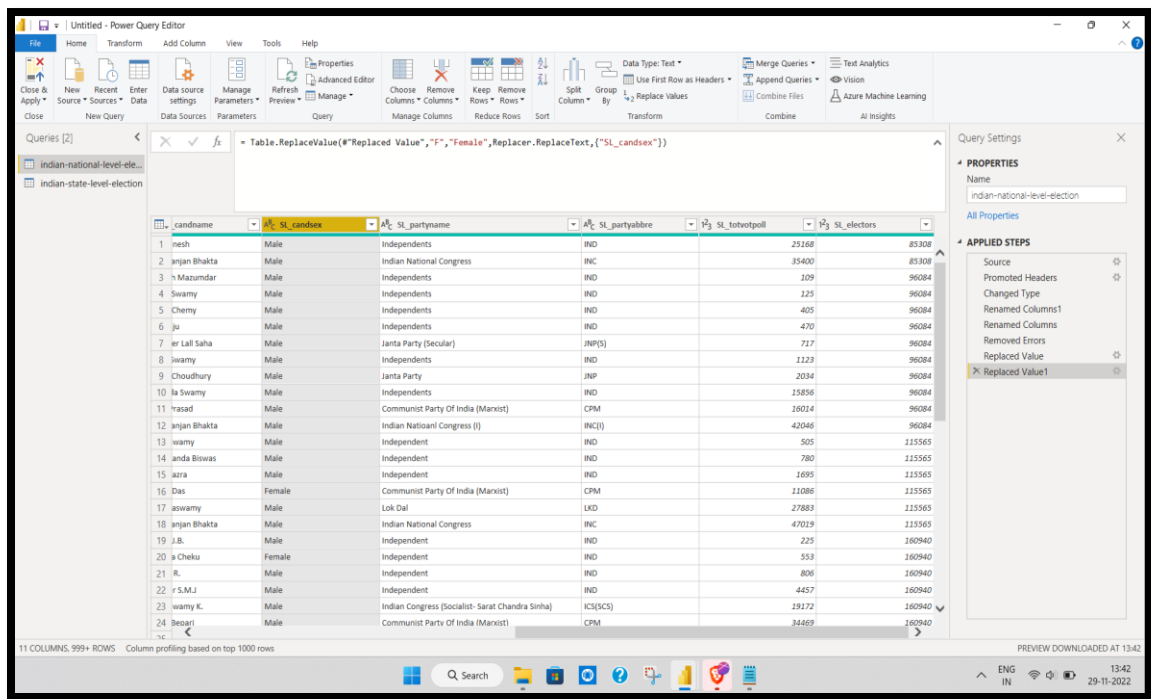 Untitled - Power Query Editor
File Home Transform Add Column View Tools Help
Close & Apply
New Source
Recent Sources
Enter Data
Data source settings
Manage Parameters
Refresh Preview
Properties
Advanced Editor
Manage
Choose Columns
Remove Columns
Keep Rows
Remove Rows
Split Column
Group By
Data Type: Text
Use First Row as Headers
Replace Values
Merge Queries
Append Queries
Combine Files
Text Analytics
Vision
Azure Machine Learning
Close New Query Data Sources Parameters Query Manage Columns Reduce Rows Sort Transform Combine AI Insights
Queries [2]
indian-national-level-ele...
indian-state-level-election
= Table.ReplaceValue(#"Replaced Value","F","Female",Replacer.ReplaceText,{"SL_candsex"})
_candname SL_candsex SL_partyname SL_partyabbre SL_totvotpoll SL_electors
1 nesh Male Independents IND 25168 85308
2 anjan Bhakta Male Indian National Congress INC 35400 85308
3 n Mazumdar Male Independents IND 109 96084
4 Swamy Male Independents IND 125 96084
5 Chemy Male Independents IND 405 96084
6 ju Male Independents IND 470 96084
7 er Lall Saha Male Janta Party (Secular) JNP(S) 717 96084
8 swamy Male Independents IND 1123 96084
9 Choudhury Male Janta Party JNP 2034 96084
10 la Swamy Male Independents IND 15856 96084
11 Prasad Male Communist Party Of India (Marxist) CPM 16014 96084
12 anjan Bhakta Male Indian Natioanl Congress (I) INC(I) 42046 96084
13 wamy Male Independent IND 505 115565
14 anda Biswas Male Independent IND 780 115565
15 azra Male Independent IND 1695 115565
16 Das Female Communist Party Of India (Marxist) CPM 11086 115565
17 aswamy Male Lok Dal LKD 27883 115565
18 anjan Bhakta Male Indian National Congress INC 47019 115565
19 J.B. Male Independent IND 225 160940
20 a Cheku Female Independent IND 553 160940
21 R. Male Independent IND 806 160940
22 r S.M.J Male Independent IND 4457 160940
23 wamy K. Male Indian Congress (Socialist- Sarat Chandra Sinha) ICS(SCS) 19172 160940
24 Bepari Male Communist Party Of India (Marxist) CPM 34469 160940
Query Settings
PROPERTIES
Name
indian-national-level-election
All Properties
APPLIED STEPS
Source
Promoted Headers
Changed Type
Renamed Columns1
Renamed Columns
Removed Errors
Replaced Value
Replaced Value1
11 COLUMNS, 999+ ROWS Column profiling based on top 1000 rows
PREVIEW DOWNLOADED AT 13:42
Search
ENG
IN
13:42
29-11-2022